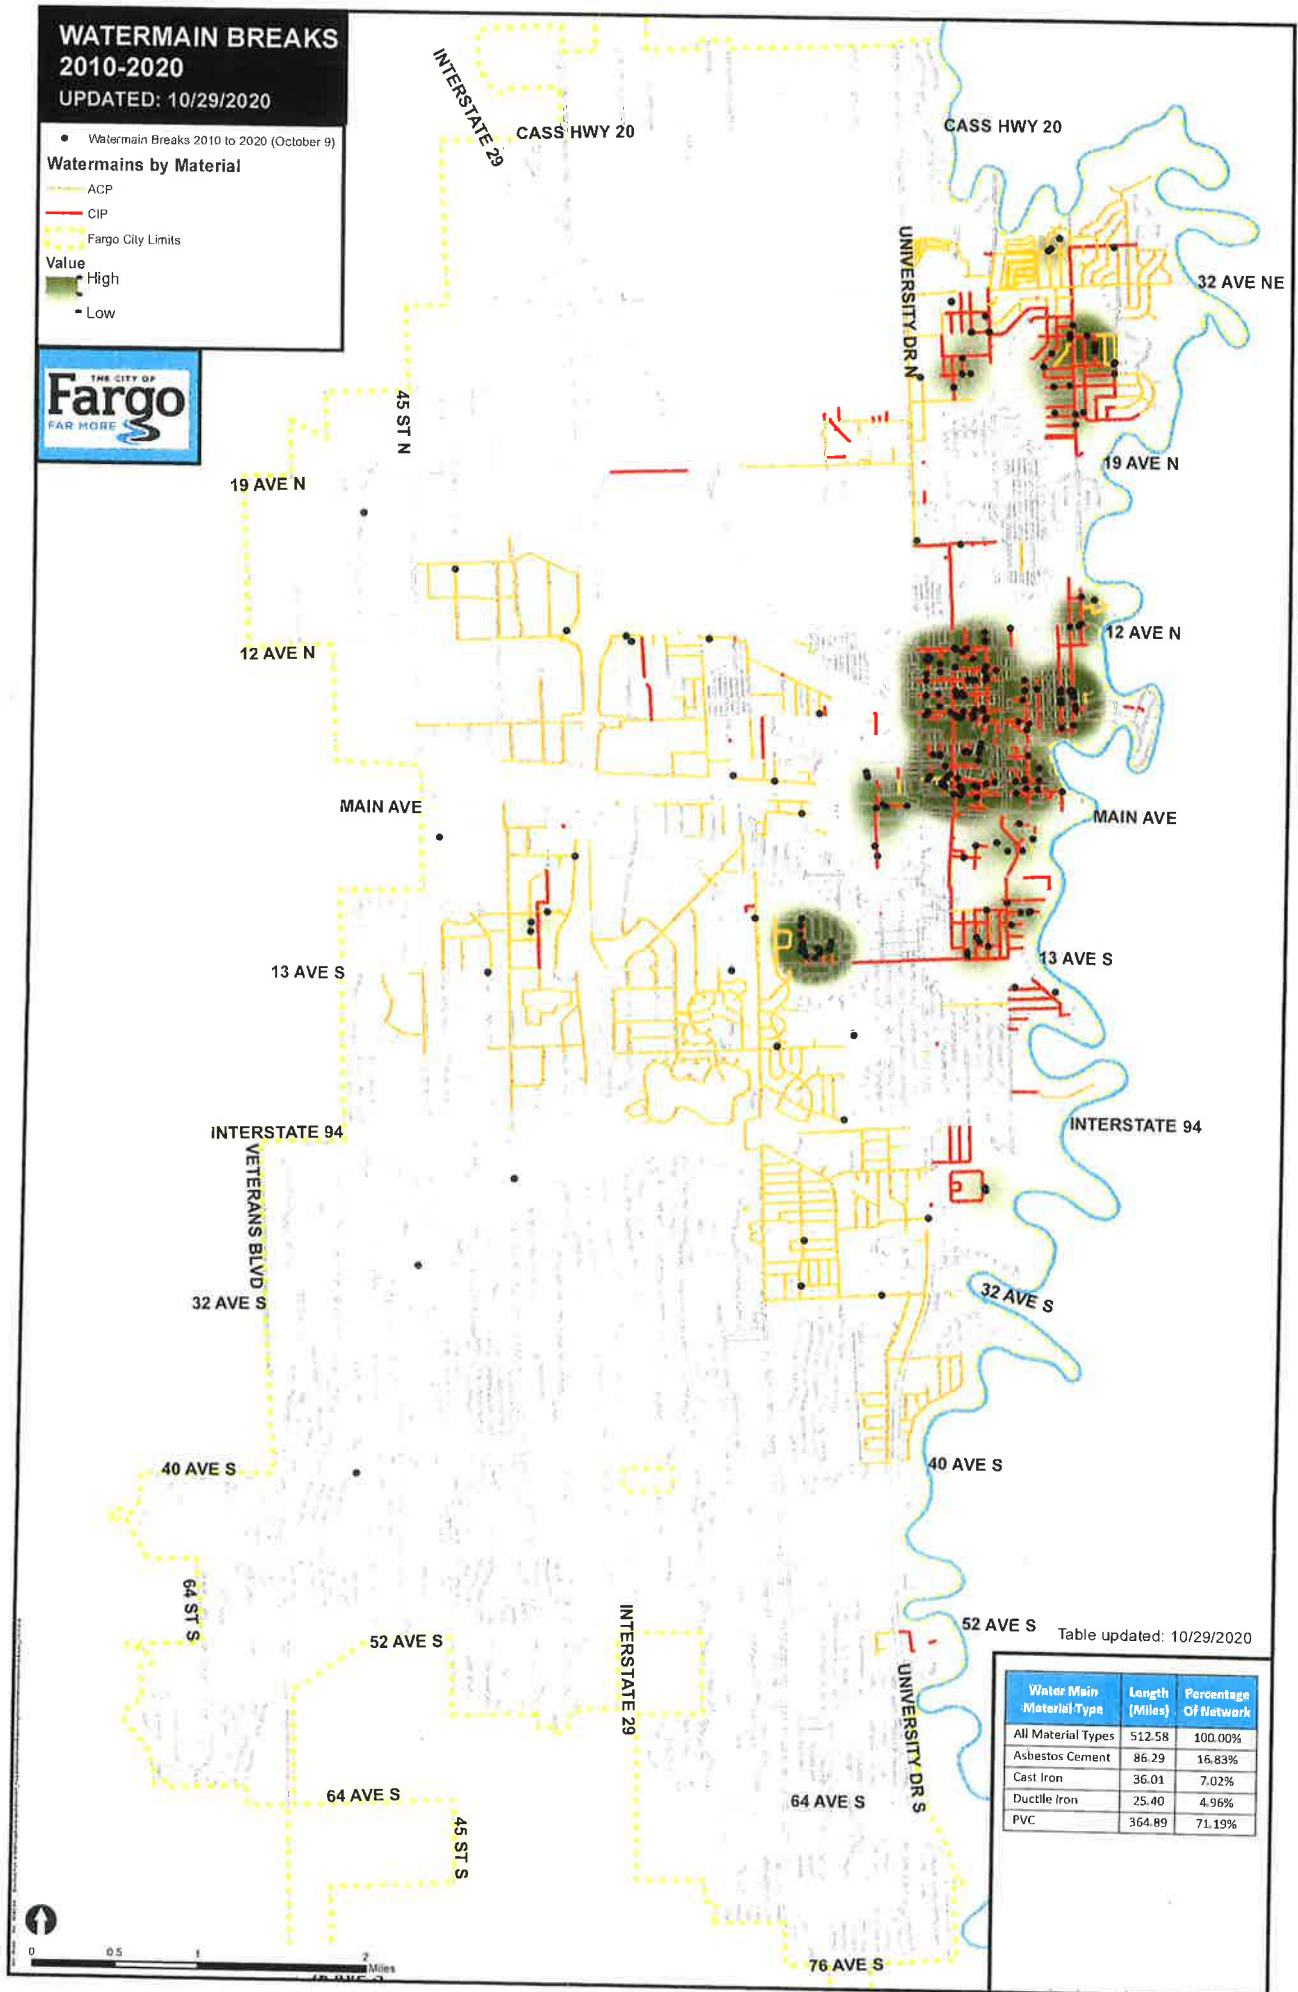 WATERMAIN BREAKS
2010-2020
UPDATED: 10/29/2020
Watermain Breaks 2010 to 2020 (October 9)
Watermains by Material
ACP
CIP
Fargo City Limits
Value
High
Low
THE CITY OF
Fargo
FAR MORE
INTERSTATE 29
CASS HWY 20
CASS HWY 20
UNIVERSITY DR N
32 AVE NE
45 ST N
19 AVE N
19 AVE N
12 AVE N
12 AVE N
MAIN AVE
MAIN AVE
13 AVE S
13 AVE S
INTERSTATE 94
INTERSTATE 94
VETERANS BLVD
32 AVE S
32 AVE S
40 AVE S
40 AVE S
64 ST S
52 AVE S
52 AVE S
INTERSTATE 29
UNIVERSITY DR S
64 AVE S
64 AVE S
45 ST S
76 AVE S
Table updated: 10/29/2020
Water Main Material Type Length (Miles) Percentage Of Network
All Material Types 512.58 100.00%
Asbestos Cement 86.29 16.83%
Cast Iron 36.01 7.02%
Ductile Iron 25.40 4.96%
PVC 364.89 71.19%
0 0.5 1 2 Miles